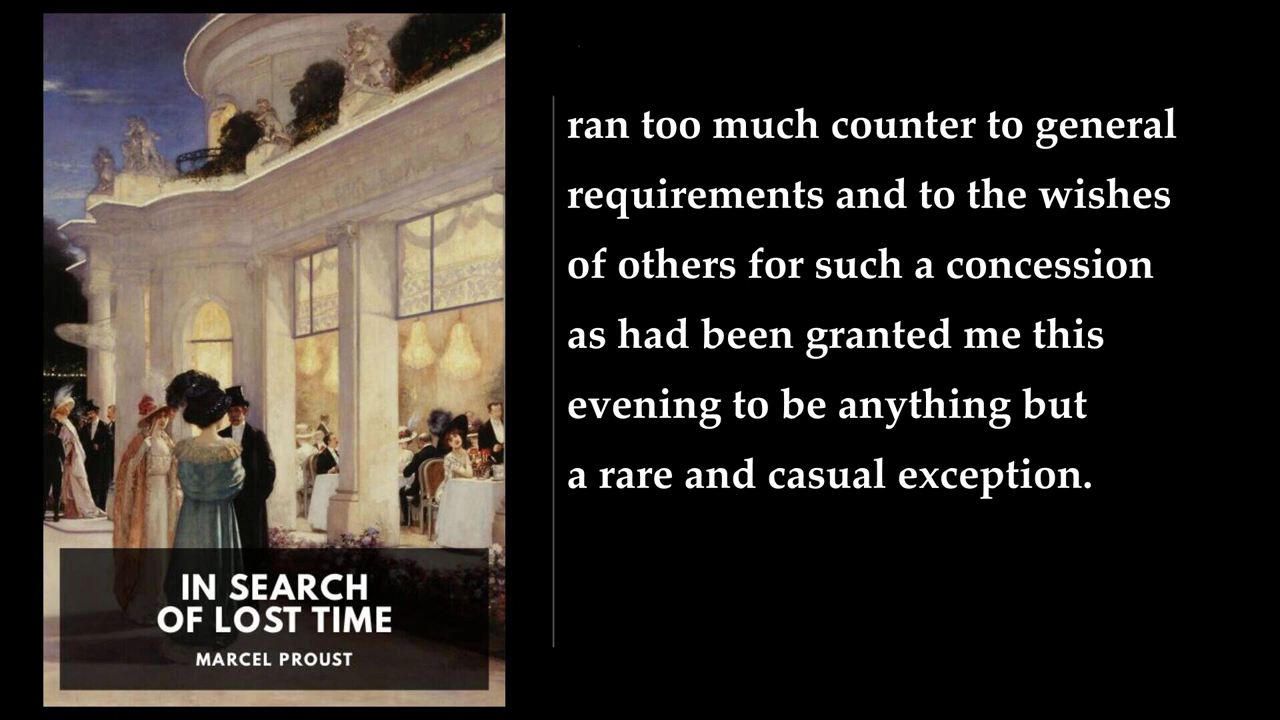 ran too much counter to general
requirements and to the wishes
of others for such a concession
as had been granted me this
evening to be anything but
a rare and casual exception.
IN SEARCH
OF LOST TIME
MARCEL PROUST